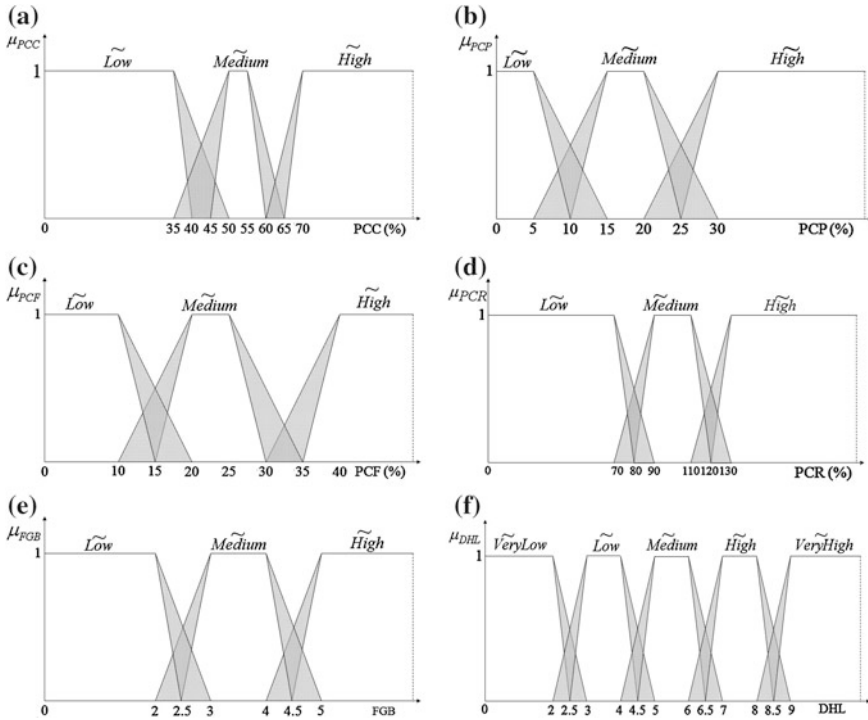 (a)
μPCC
1
~ ~ ~
Low Medium High
0 35 40 45 50 55 60 65 70 PCC (%)
(b)
μPCP
1
~ ~ ~
Low Medium High
0 5 10 15 20 25 30 PCP (%)
(c)
μPCF
1
~ ~ ~
Low Medium High
0 10 15 20 25 30 35 40 PCF (%)
(d)
μPCR
1
~ ~ ~
Low Medium High
0 70 80 90 110 120 130 PCR (%)
(e)
μFGB
1
~ ~ ~
Low Medium High
0 2 2.5 3 4 4.5 5 FGB
(f)
μDHL
1
~ ~ ~ ~ ~
VeryLow Low Medium High VeryHigh
0 2 2.5 3 4 4.5 5 6 6.5 7 8 8.5 9 DHL